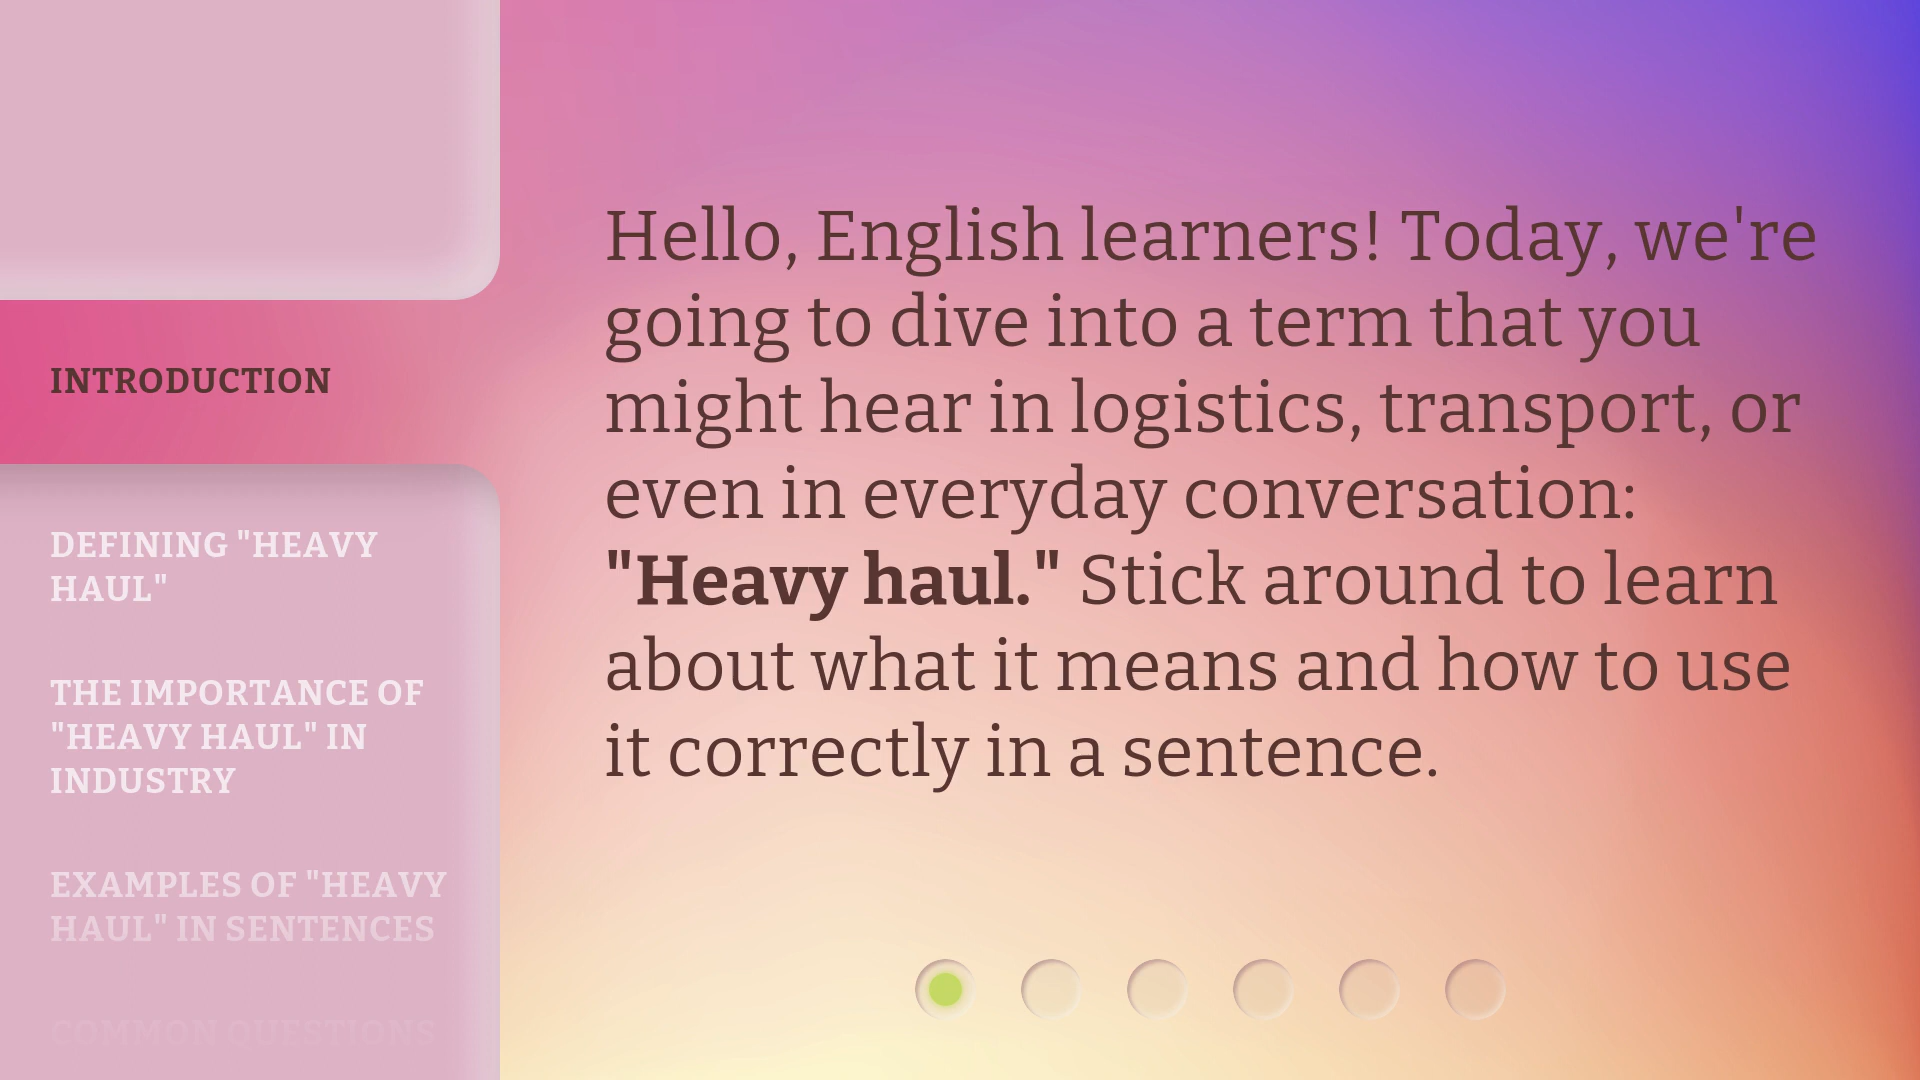 INTRODUCTION
DEFINING "HEAVY
HAUL"
THE IMPORTANCE OF
"HEAVY HAUL" IN
INDUSTRY
EXAMPLES OF "HEAVY
HAUL" IN SENTENCES
COMMON QUESTIONS
Hello, English learners! Today, we're
going to dive into a term that you
might hear in logistics, transport, or
even in everyday conversation:
"Heavy haul." Stick around to learn
about what it means and how to use
it correctly in a sentence.